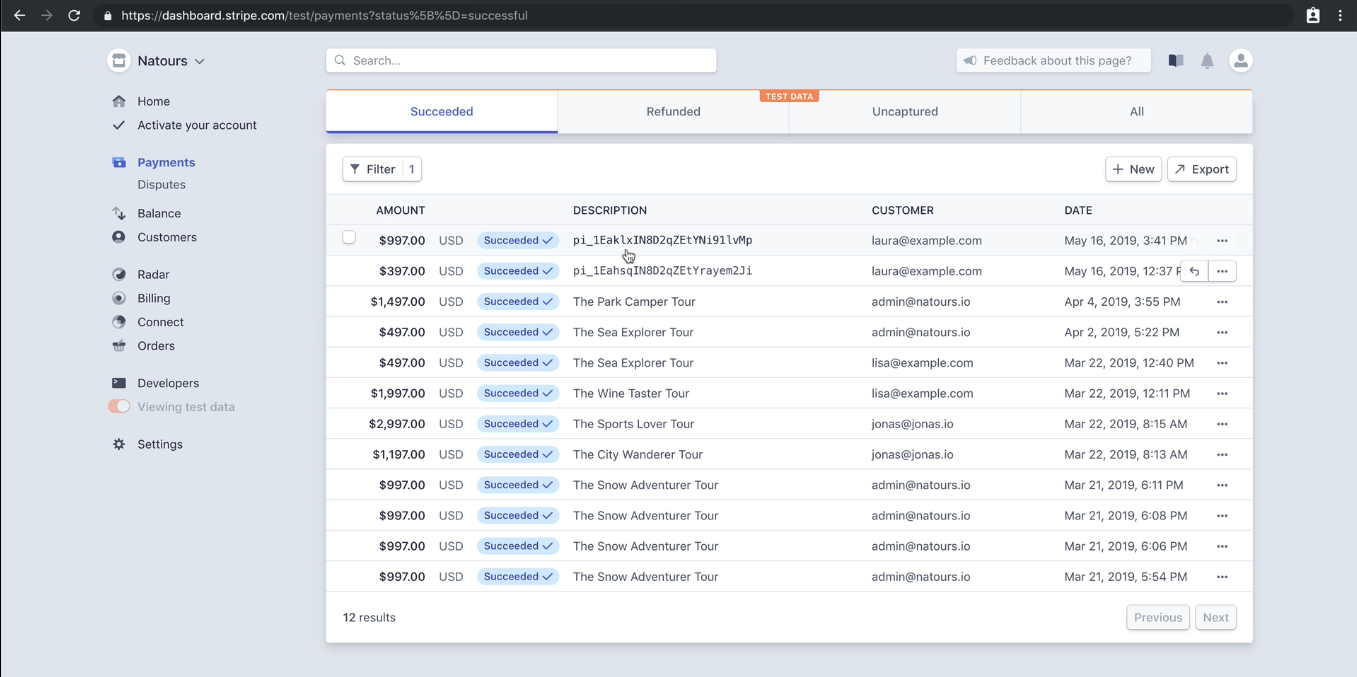 https://dashboard.stripe.com/test/payments?status%5B%5D=successful
Natours
Search...
Feedback about this page?
Home
Activate your account
Payments
Disputes
Balance
Customers
Radar
Billing
Connect
Orders
Developers
Viewing test data
Settings
TEST DATA
Succeeded Refunded Uncaptured All
Filter 1 + New Export
AMOUNT DESCRIPTION CUSTOMER DATE
$997.00 USD Succeeded pi_1EaklxIN8D2qZEtYNi91lvMp laura@example.com May 16, 2019, 3:41 PM
$397.00 USD Succeeded pi_1EahsqIN8D2qZEtYrayem2Ji laura@example.com May 16, 2019, 12:37
$1,497.00 USD Succeeded The Park Camper Tour admin@natours.io Apr 4, 2019, 3:55 PM
$497.00 USD Succeeded The Sea Explorer Tour admin@natours.io Apr 2, 2019, 5:22 PM
$497.00 USD Succeeded The Sea Explorer Tour lisa@example.com Mar 22, 2019, 12:40 PM
$1,997.00 USD Succeeded The Wine Taster Tour lisa@example.com Mar 22, 2019, 12:11 PM
$2,997.00 USD Succeeded The Sports Lover Tour jonas@jonas.io Mar 22, 2019, 8:15 AM
$1,197.00 USD Succeeded The City Wanderer Tour jonas@jonas.io Mar 22, 2019, 8:13 AM
$997.00 USD Succeeded The Snow Adventurer Tour admin@natours.io Mar 21, 2019, 6:11 PM
$997.00 USD Succeeded The Snow Adventurer Tour admin@natours.io Mar 21, 2019, 6:08 PM
$997.00 USD Succeeded The Snow Adventurer Tour admin@natours.io Mar 21, 2019, 6:06 PM
$997.00 USD Succeeded The Snow Adventurer Tour admin@natours.io Mar 21, 2019, 5:54 PM
12 results Previous Next